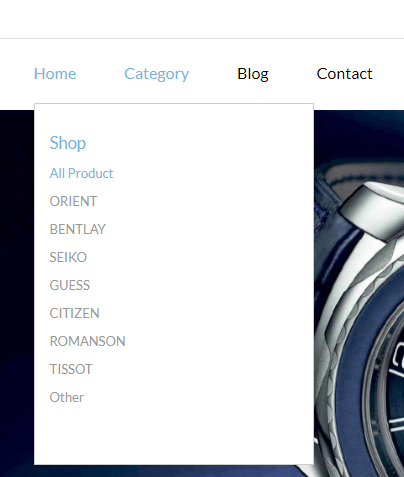 Home Category Blog Contact
Shop
All Product
ORIENT
BENTLAY
SEIKO
GUESS
CITIZEN
ROMANSON
TISSOT
Other